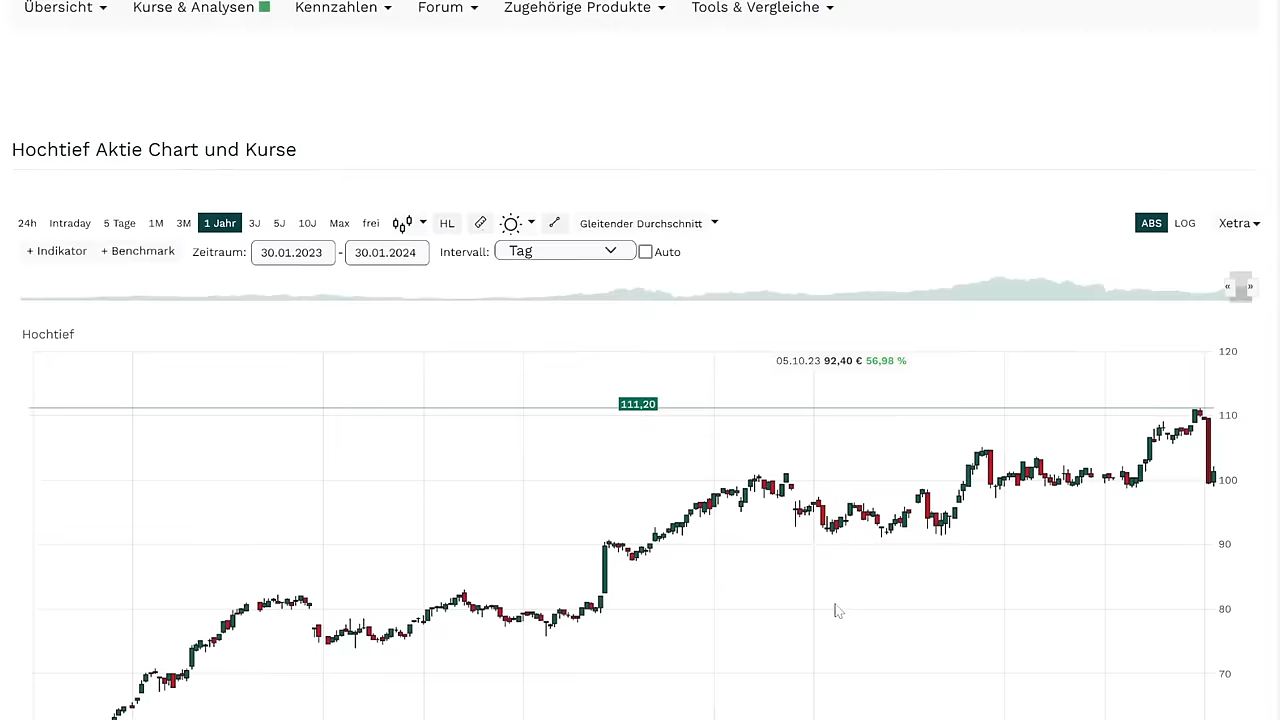 Übersicht Kurse & Analysen Kennzahlen Forum Zugehörige Produkte Tools & Vergleiche
Hochtief Aktie Chart und Kurse
24h Intraday 5 Tage 1M 3M 1 Jahr 3J 5J 10J Max frei HL Gleitender Durchschnitt ABS LOG Xetra
+ Indikator + Benchmark Zeitraum: 30.01.2023 - 30.01.2024 Intervall: Tag Auto
« »
Hochtief
120
05.10.23 92,40 € 56,98 %
111,20
110
100
90
80
70